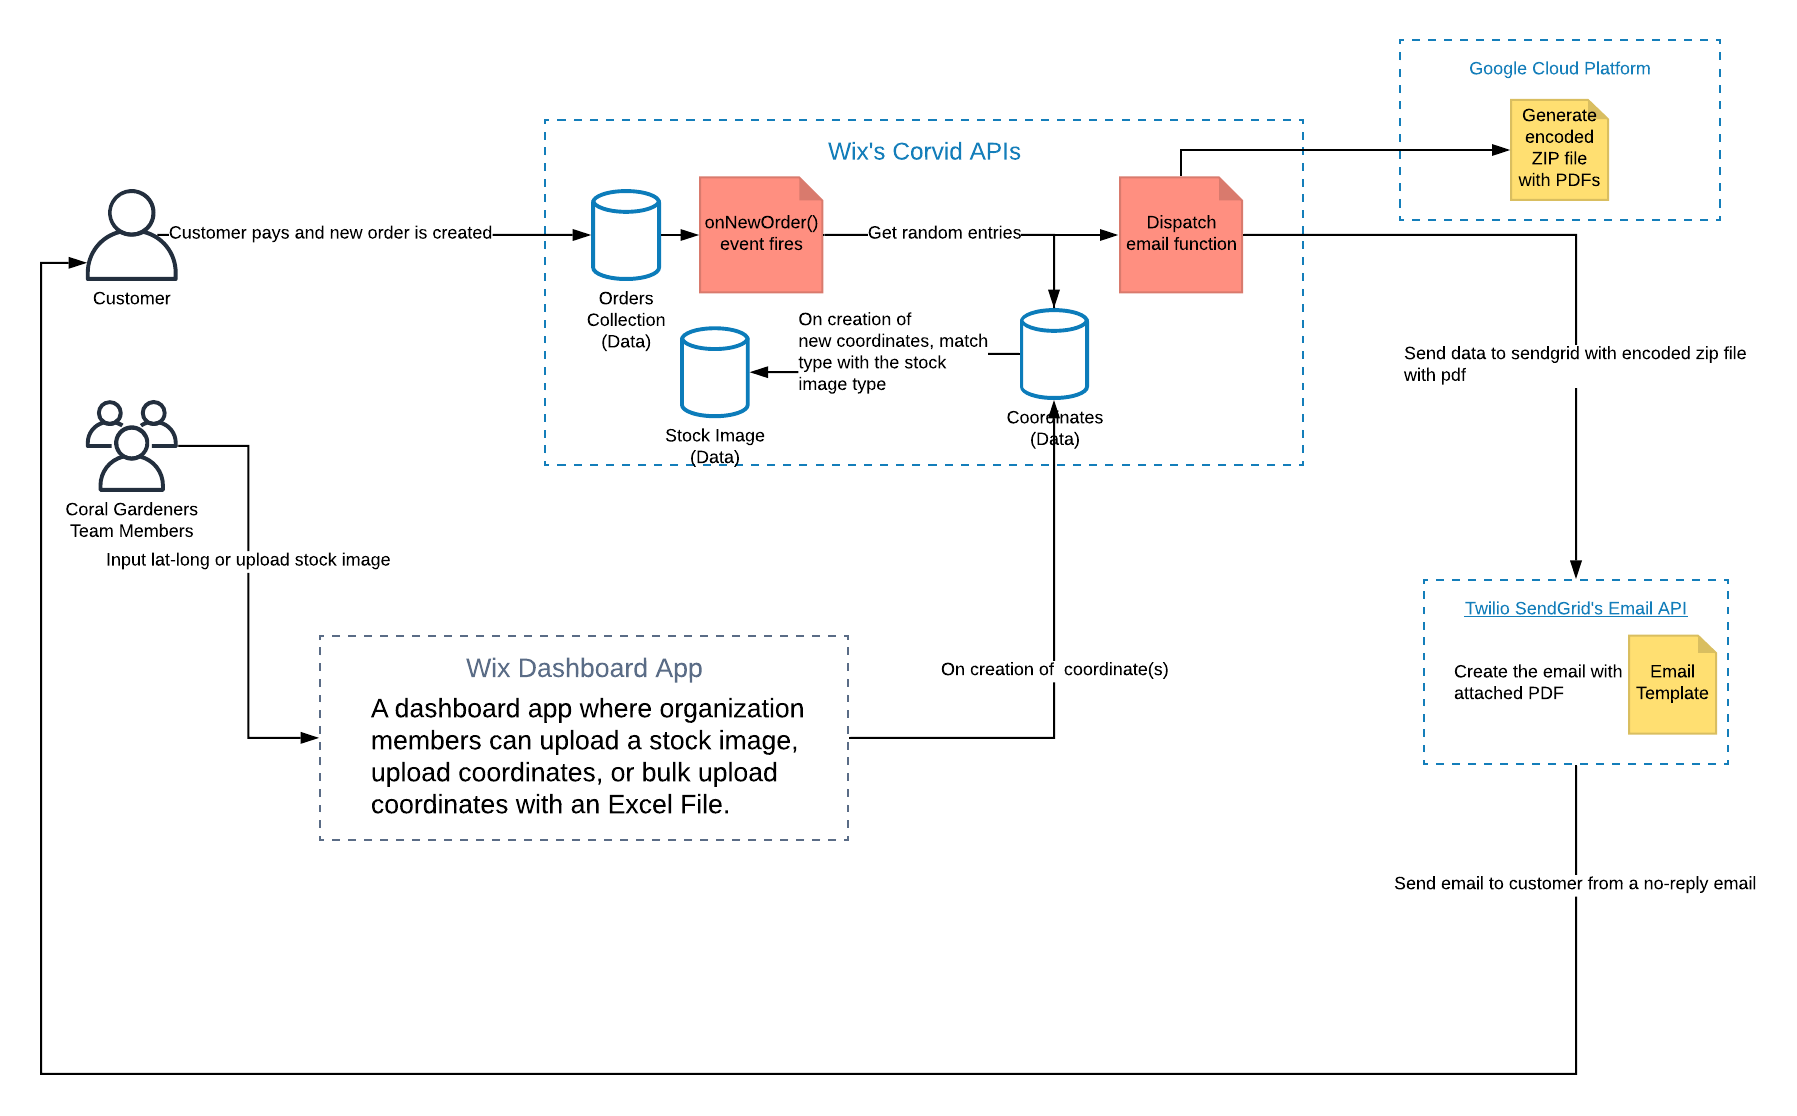 Google Cloud Platform
Generate
encoded
ZIP file
with PDFs
Wix's Corvid APIs
Customer pays and new order is created
onNewOrder()
event fires
Get random entries
Dispatch
email function
Customer
Orders
Collection
(Data)
On creation of
new coordinates, match
type with the stock
image type
Stock Image
(Data)
Coordinates
(Data)
Send data to sendgrid with encoded zip file
with pdf
Coral Gardeners
Team Members
Input lat-long or upload stock image
Wix Dashboard App
A dashboard app where organization
members can upload a stock image,
upload coordinates, or bulk upload
coordinates with an Excel File.
On creation of  coordinate(s)
Twilio SendGrid's Email API
Create the email with
attached PDF
Email
Template
Send email to customer from a no-reply email